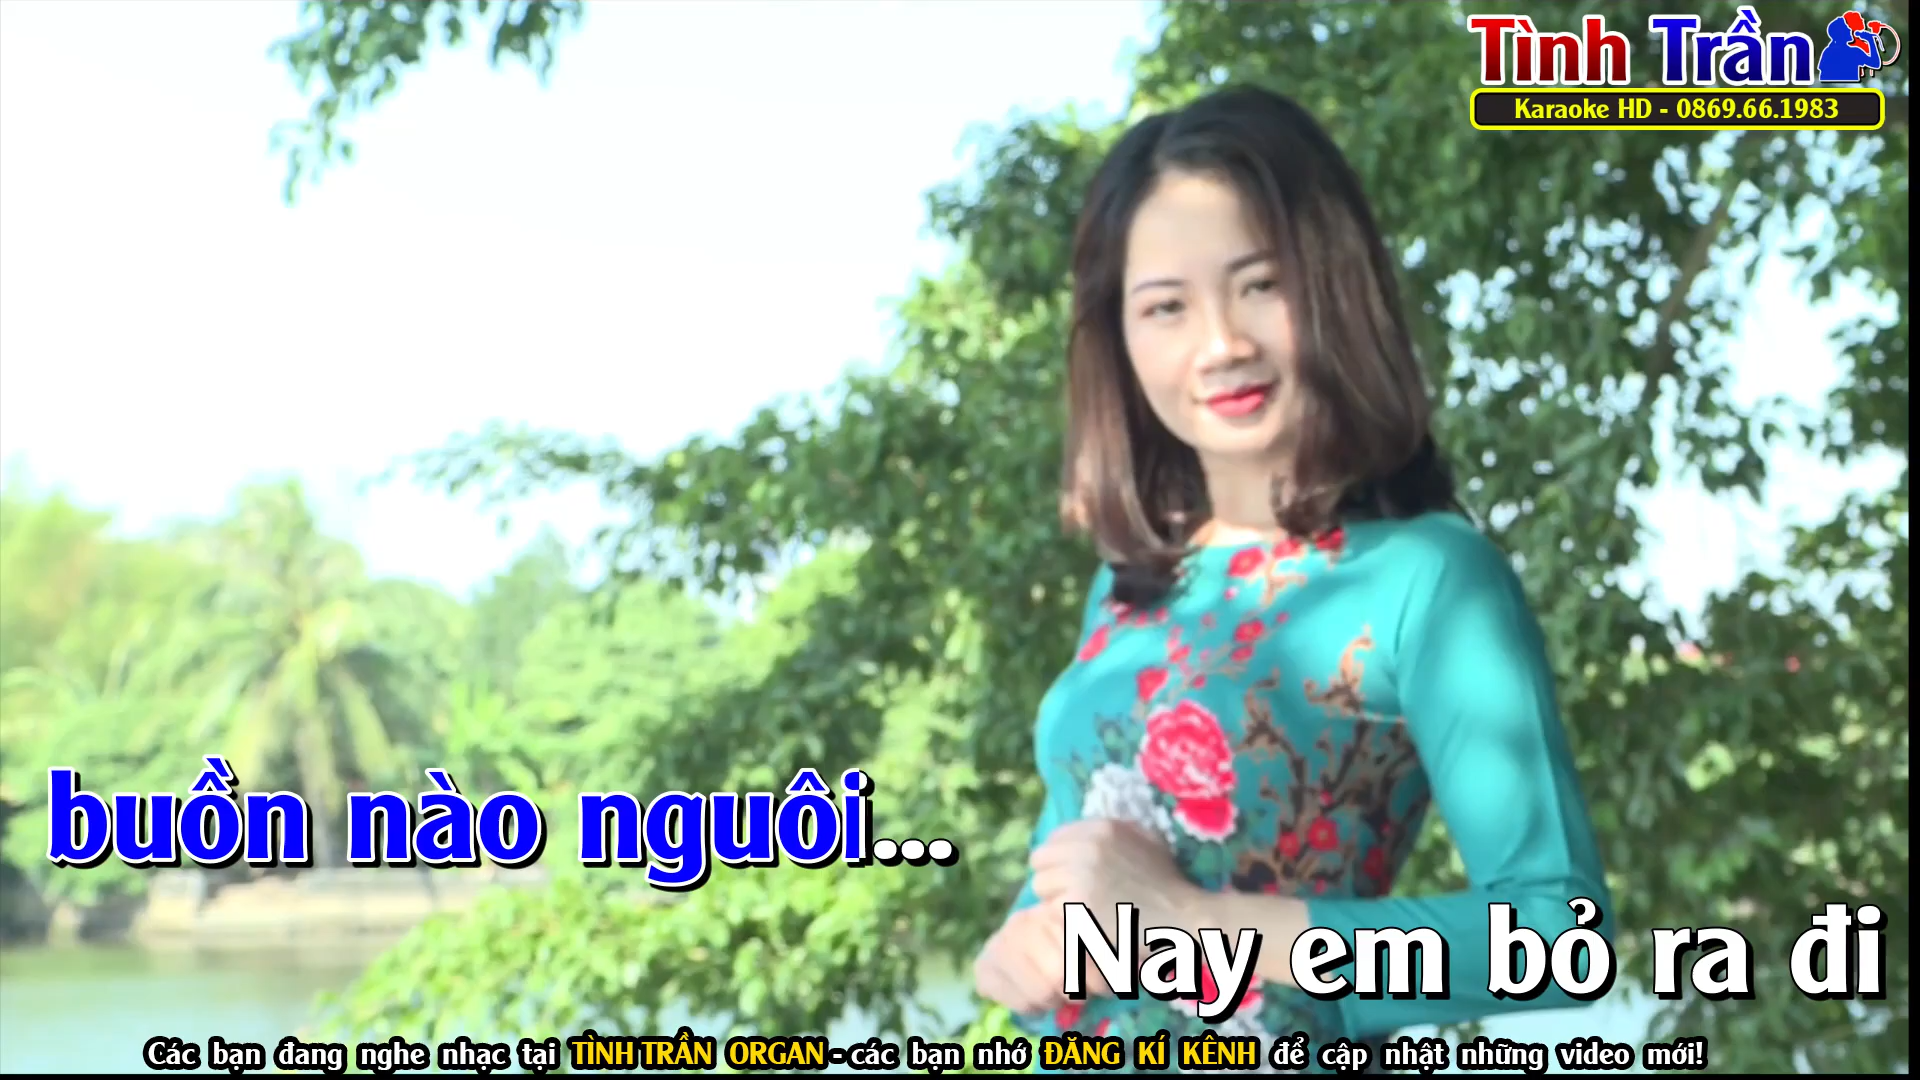 Tình Trần
Karaoke HD - 0869.66.1983
buồn nào nguôi...
Nay em bỏ ra đi
Các bạn đang nghe nhạc tại TÌNH TRẦN ORGAN - các bạn nhớ ĐĂNG KÍ KÊNH để cập nhật những video mới!